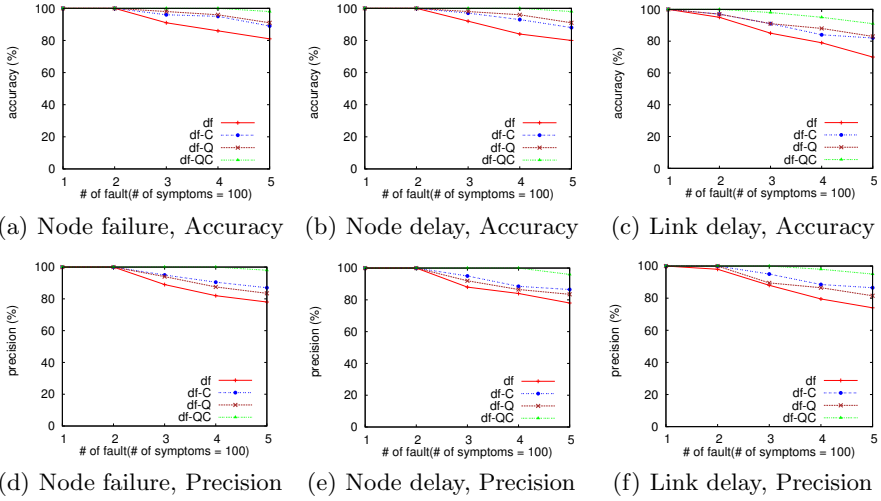 100
80
60
40
20
0
accuracy (%)
df
df-C
df-Q
df-QC
1 2 3 4 5
# of fault(# of symptoms = 100)
(a) Node failure, Accuracy
100
80
60
40
20
0
accuracy (%)
df
df-C
df-Q
df-QC
1 2 3 4 5
# of fault(# of symptoms = 100)
(b) Node delay, Accuracy
100
80
60
40
20
0
accuracy (%)
df
df-C
df-Q
df-QC
1 2 3 4 5
# of fault(# of symptoms = 100)
(c) Link delay, Accuracy
100
80
60
40
20
0
precision (%)
df
df-C
df-Q
df-QC
1 2 3 4 5
# of fault(# of symptoms = 100)
(d) Node failure, Precision
100
80
60
40
20
0
precision (%)
df
df-C
df-Q
df-QC
1 2 3 4 5
# of fault(# of symptoms = 100)
(e) Node delay, Precision
100
80
60
40
20
0
precision (%)
df
df-C
df-Q
df-QC
1 2 3 4 5
# of fault(# of symptoms = 100)
(f) Link delay, Precision